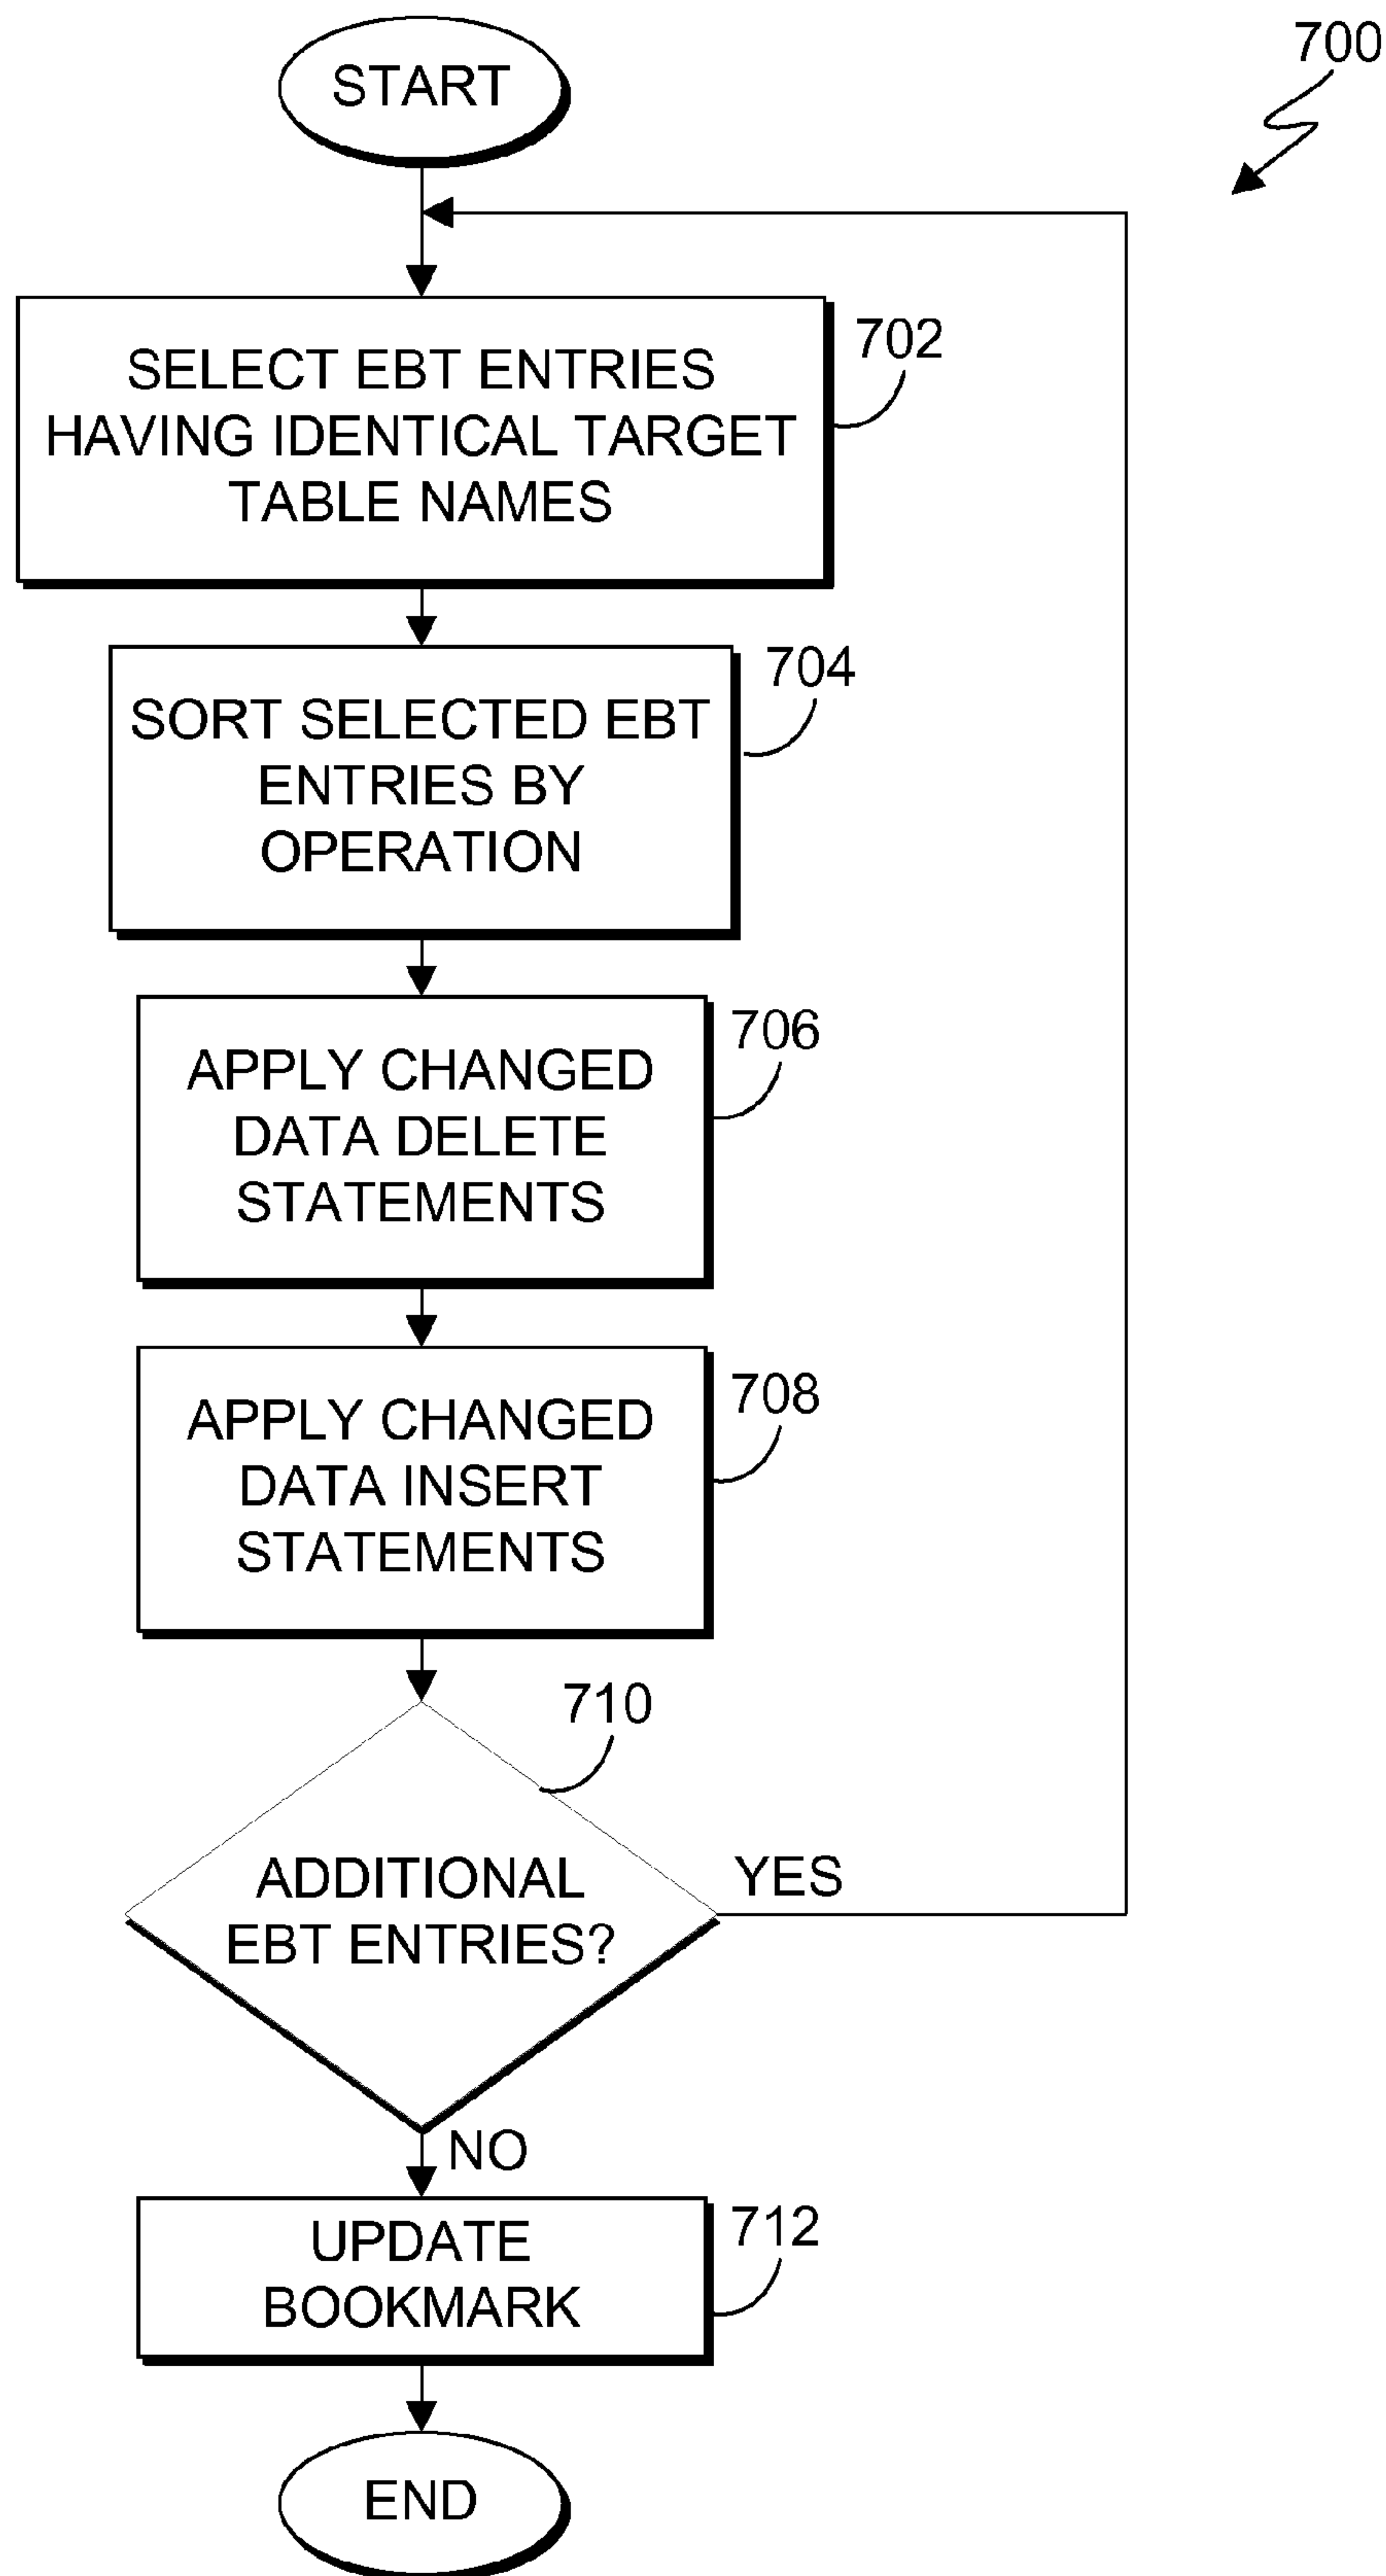 START
700
SELECT EBT ENTRIES
HAVING IDENTICAL TARGET
TABLE NAMES
702
SORT SELECTED EBT
ENTRIES BY
OPERATION
704
APPLY CHANGED
DATA DELETE
STATEMENTS
706
APPLY CHANGED
DATA INSERT
STATEMENTS
708
710
ADDITIONAL
EBT ENTRIES?
YES
NO
UPDATE
BOOKMARK
712
END